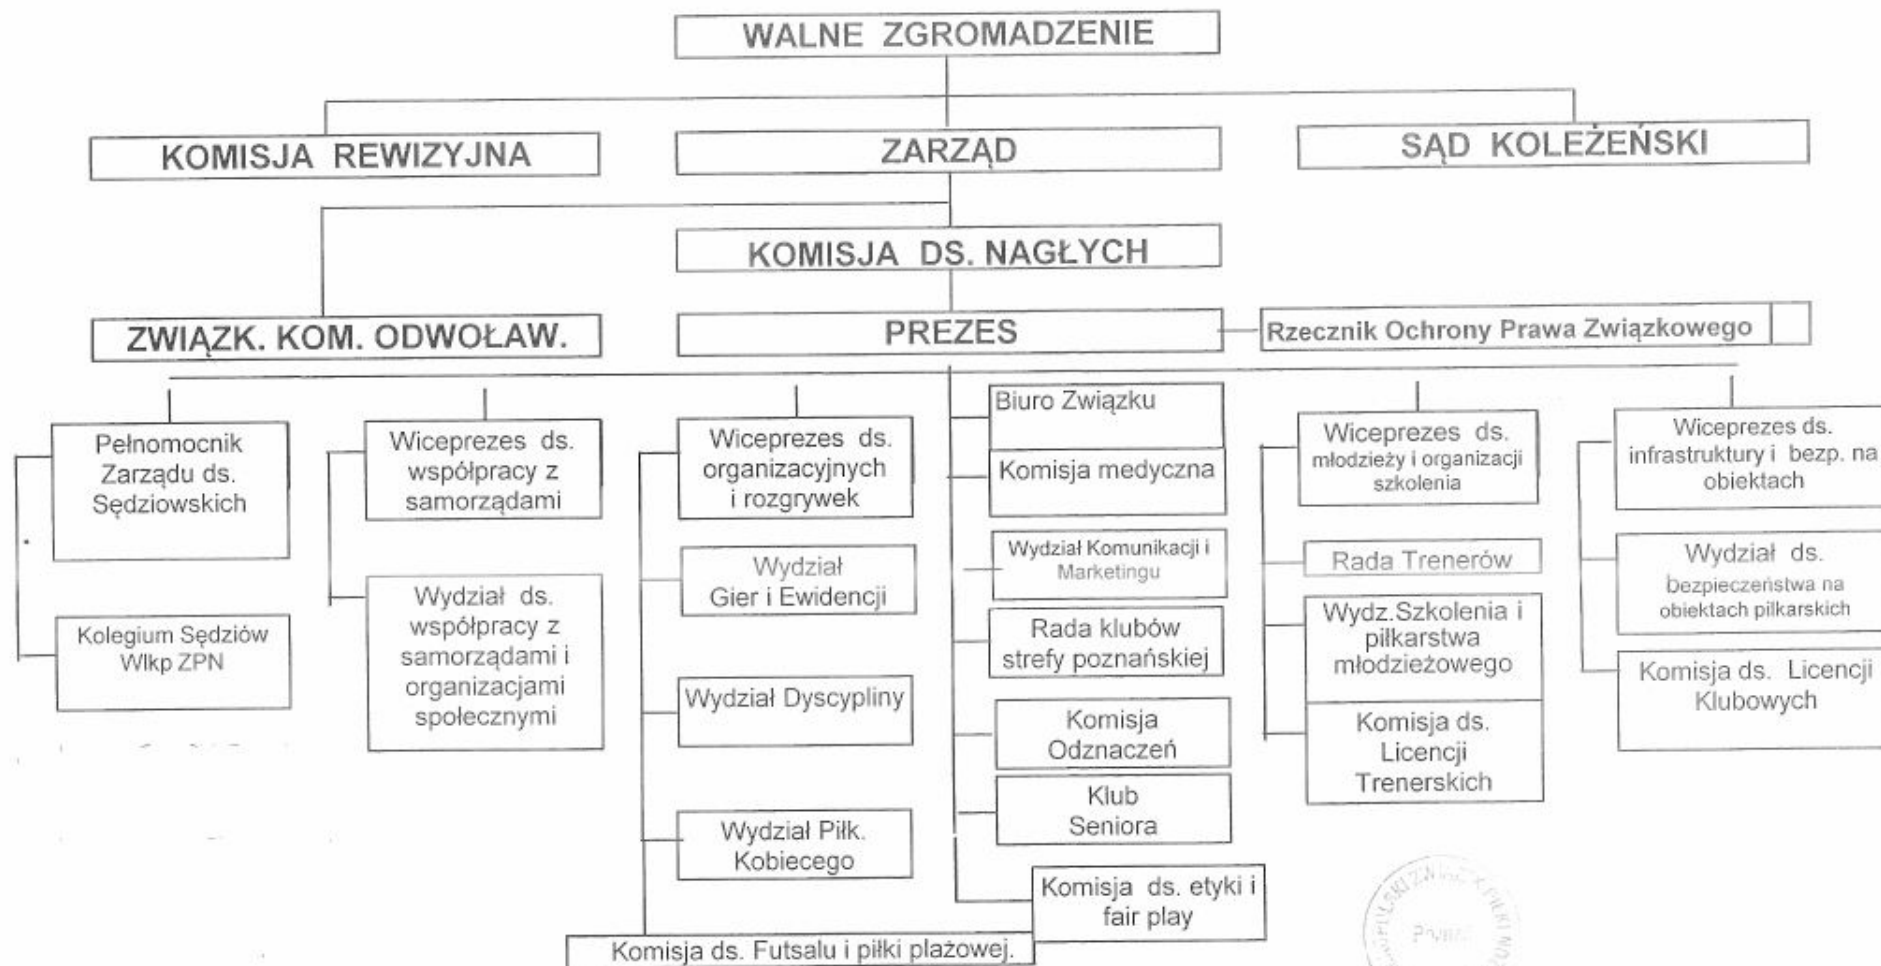 WALNE ZGROMADZENIE
KOMISJA REWIZYJNA
ZARZĄD
SĄD KOLEŻEŃSKI
KOMISJA DS. NAGŁYCH
ZWIĄZK. KOM. ODWOŁAW.
PREZES
Rzecznik Ochrony Prawa Związkowego
Pełnomocnik
Zarządu ds.
Sędziowskich
Kolegium Sędziów
Wlkp ZPN
Wiceprezes ds.
współpracy z
samorządami
Wydział ds.
współpracy z
samorządami i
organizacjami
społecznymi
Wiceprezes ds.
organizacyjnych
i rozgrywek
Wydział
Gier i Ewidencji
Wydział Dyscypliny
Wydział Piłk.
Kobiecego
Komisja ds. Futsalu i piłki plażowej.
Biuro Związku
Komisja medyczna
Wydział Komunikacji i
Marketingu
Rada klubów
strefy poznańskiej
Komisja
Odznaczeń
Klub
Seniora
Komisja ds. etyki i
fair play
Wiceprezes ds.
młodzieży i organizacji
szkolenia
Rada Trenerów
Wydz.Szkolenia i
piłkarstwa
młodzieżowego
Komisja ds.
Licencji
Trenerskich
Wiceprezes ds.
infrastruktury i bezp. na
obiektach
Wydział ds.
bezpieczeństwa na
obiektach piłkarskich
Komisja ds. Licencji
Klubowych